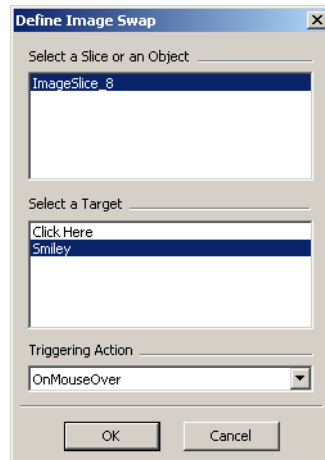 Define Image Swap
Select a Slice or an Object
ImageSlice_8
Select a Target
Click Here
Smiley
Triggering Action
OnMouseOver
OK Cancel